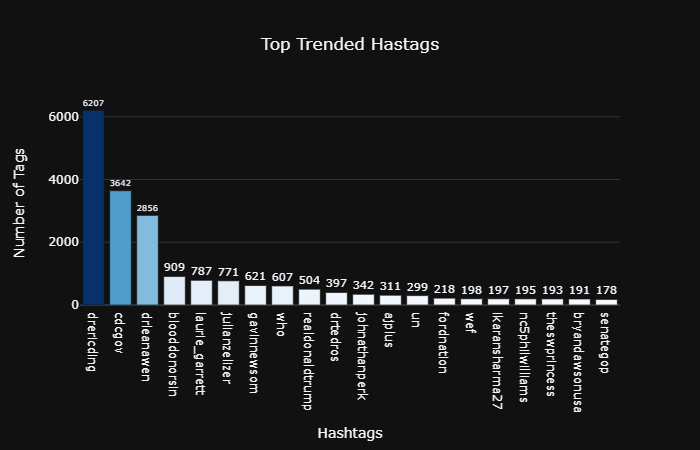 Top Trended Hastags
Number of Tags
6000
4000
2000
0
6207
3642
2856
909
787
771
621
607
504
397
342
311
299
218
198
197
195
193
191
178
drericding
cdcgov
drleanawen
blooddonorsin
laurie_garrett
julianzelizer
gavinnewsom
who
realdonaldtrump
drtedros
johnathanperk
ajplus
un
fordnation
wef
ikaransharma27
nc5philwilliams
theswprincess
bryandawsonusa
senategop
Hashtags